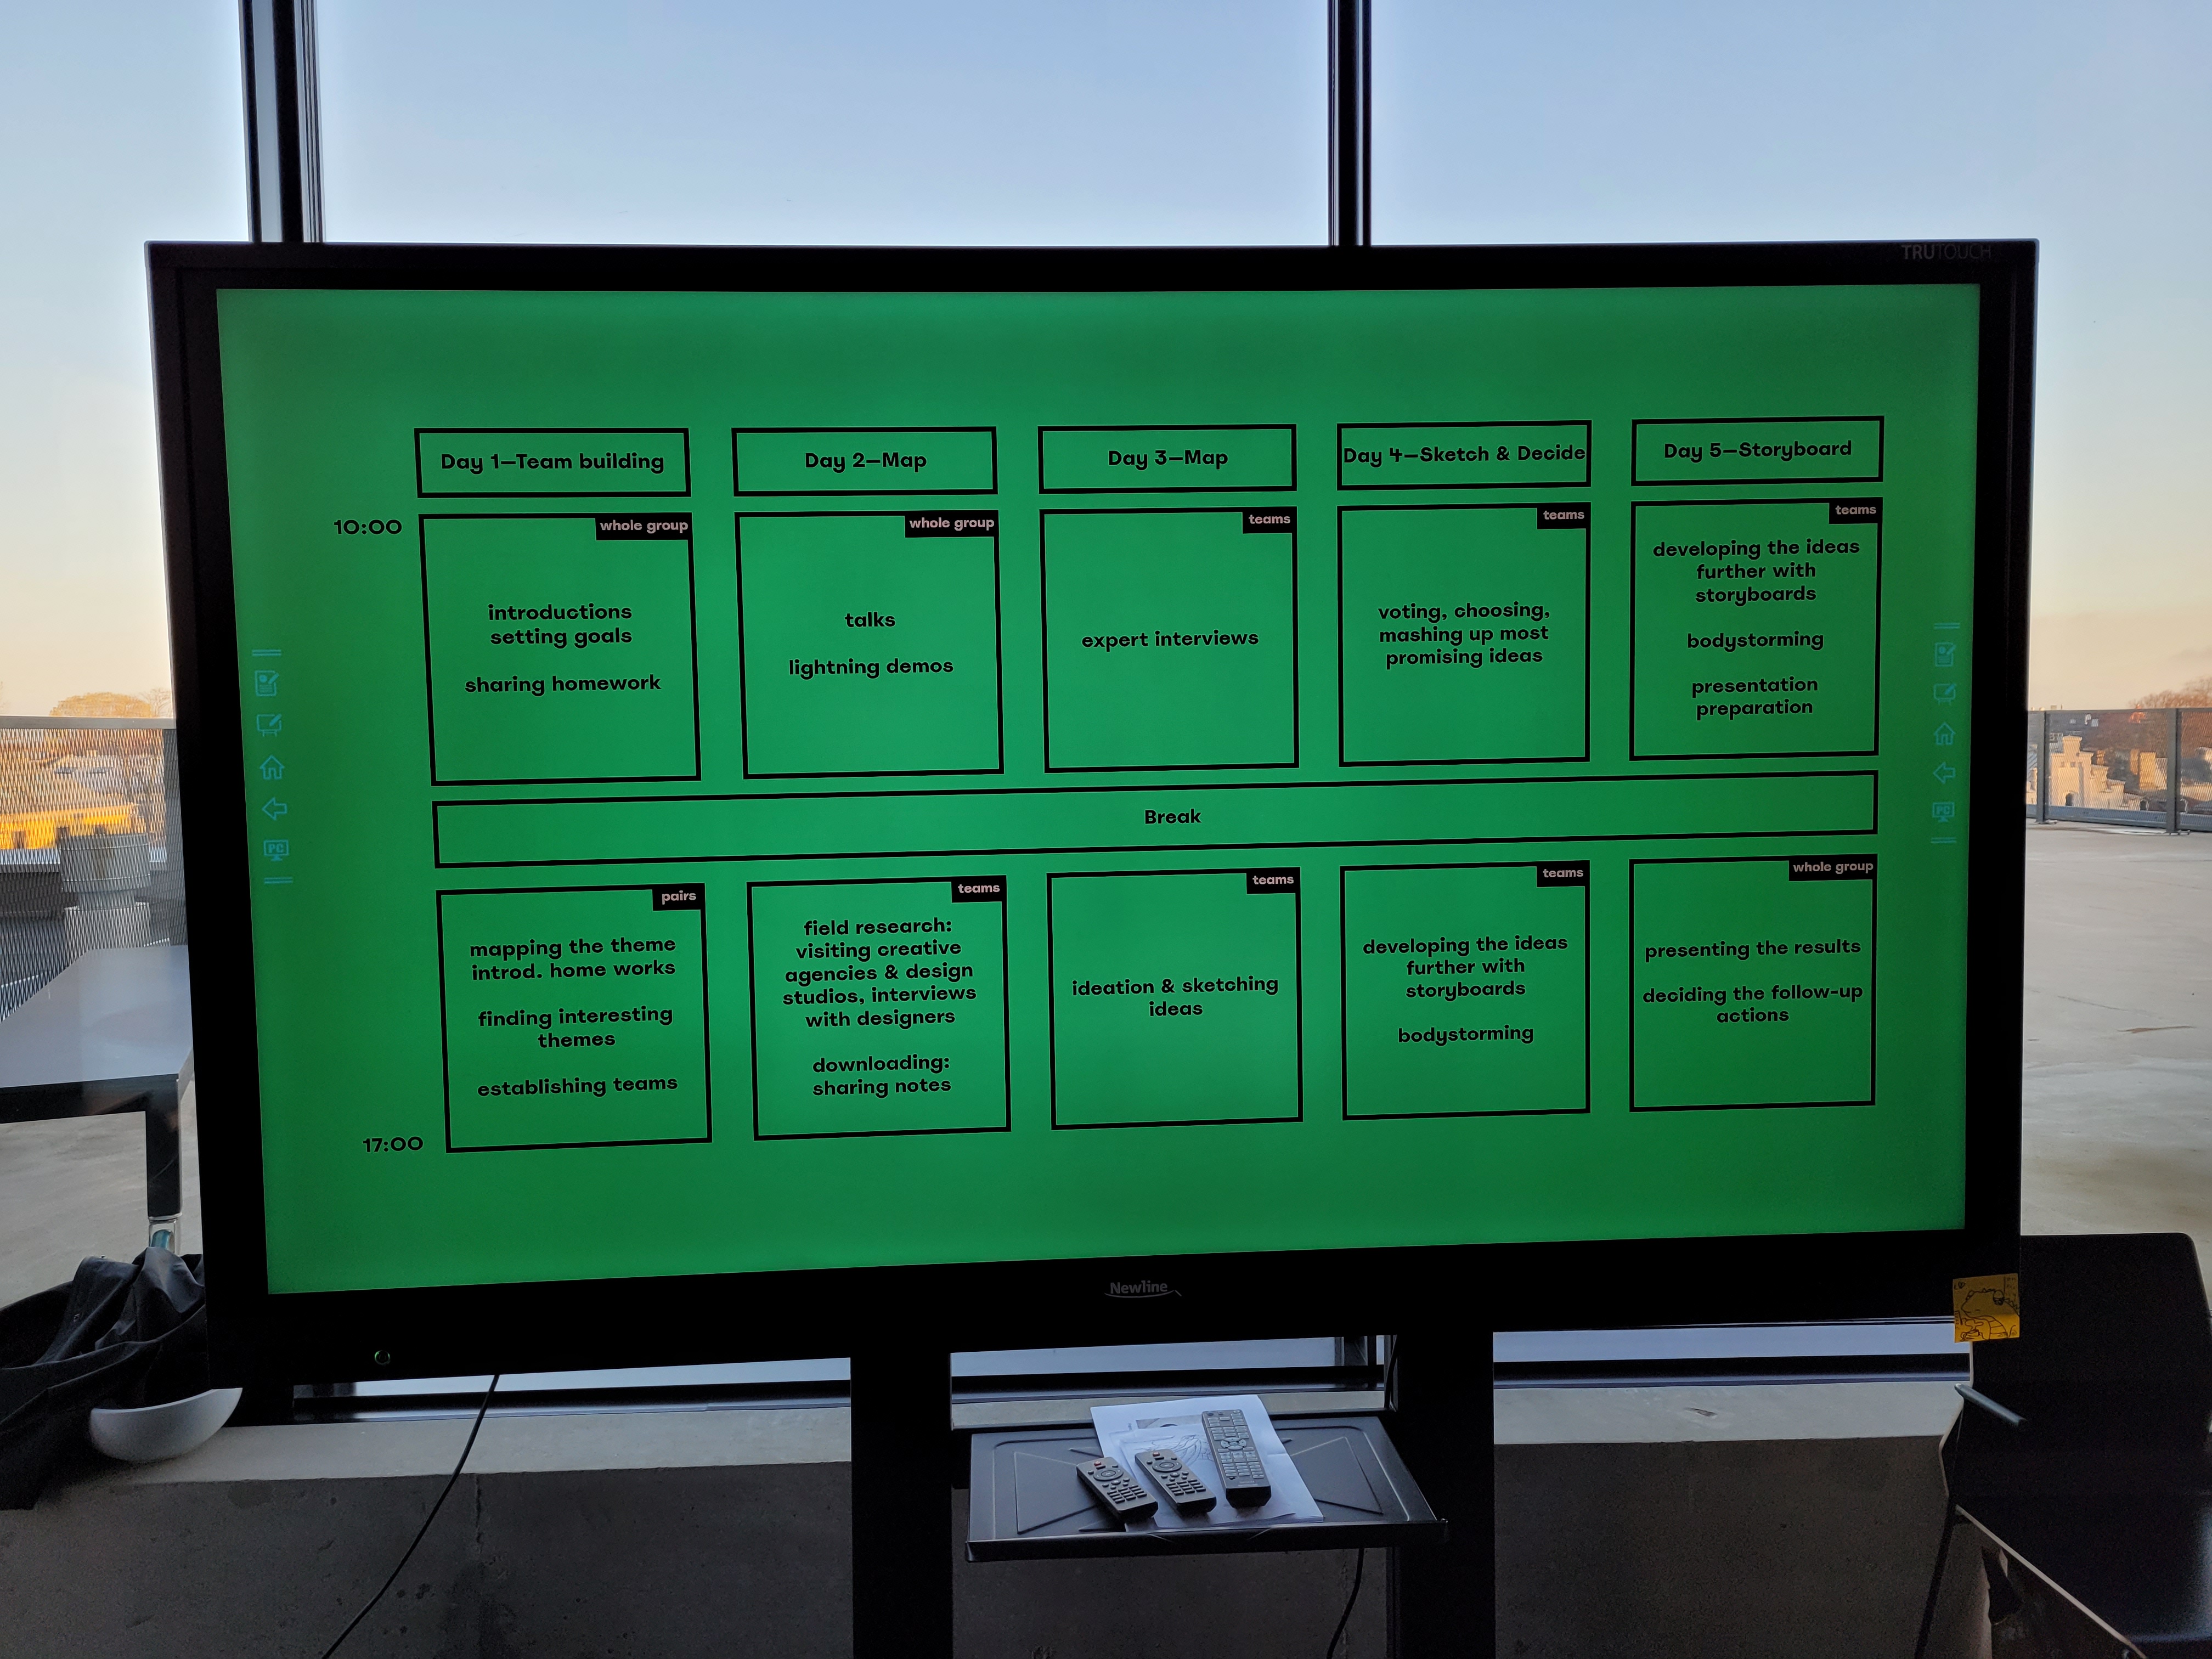 TRUTOUCH
Day 1—Team building
Day 2—Map
Day 3—Map
Day 4—Sketch & Decide
Day 5—Storyboard
10:00
whole group
introductions
setting goals
sharing homework
whole group
talks
lightning demos
teams
expert interviews
teams
voting, choosing,
mashing up most
promising ideas
teams
developing the ideas
further with
storyboards
bodystorming
presentation
preparation
Break
pairs
mapping the theme
introd. home works
finding interesting
themes
establishing teams
teams
field research:
visiting creative
agencies & design
studios, interviews
with designers
downloading:
sharing notes
teams
ideation & sketching
ideas
teams
developing the ideas
further with
storyboards
bodystorming
whole group
presenting the results
deciding the follow-up
actions
17:00
PC
PC
Newline